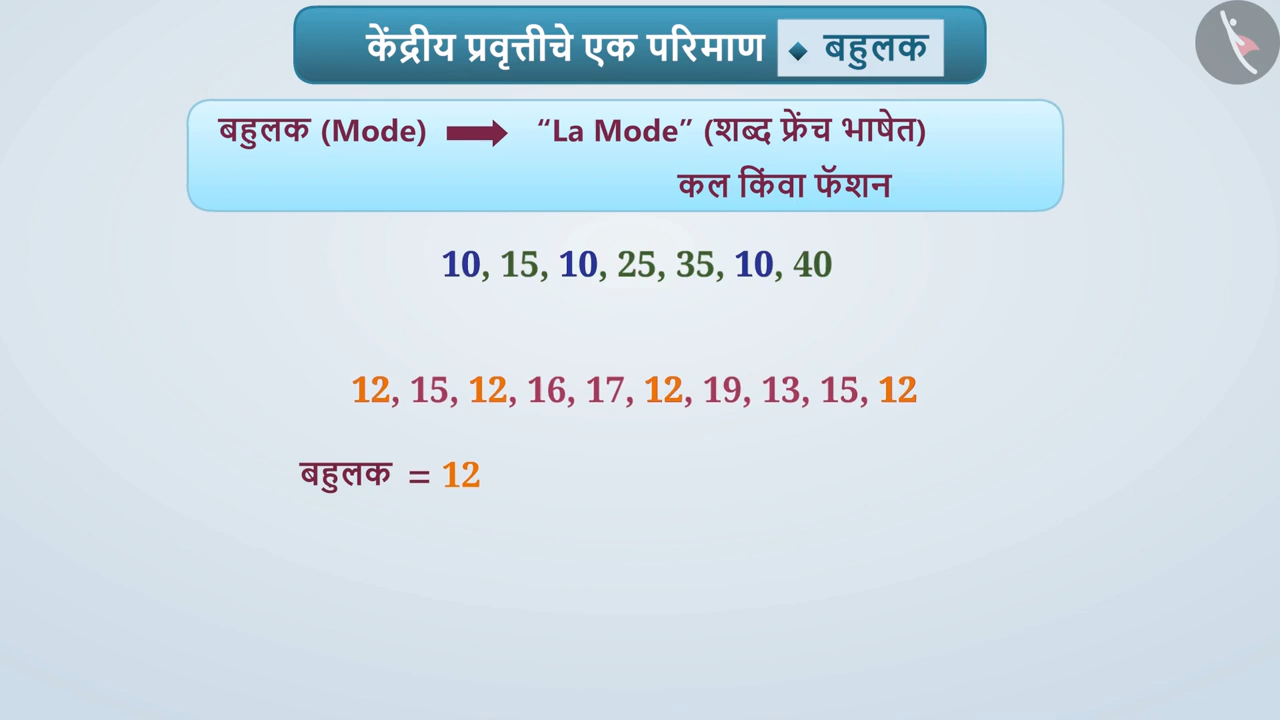 केंद्रीय प्रवृत्तीचे एक परिमाण ◆ बहुलक
बहुलक (Mode) ➡ “La Mode” (शब्द फ्रेंच भाषेत)
कल किंवा फॅशन
10, 15, 10, 25, 35, 10, 40
12, 15, 12, 16, 17, 12, 19, 13, 15, 12
बहुलक = 12